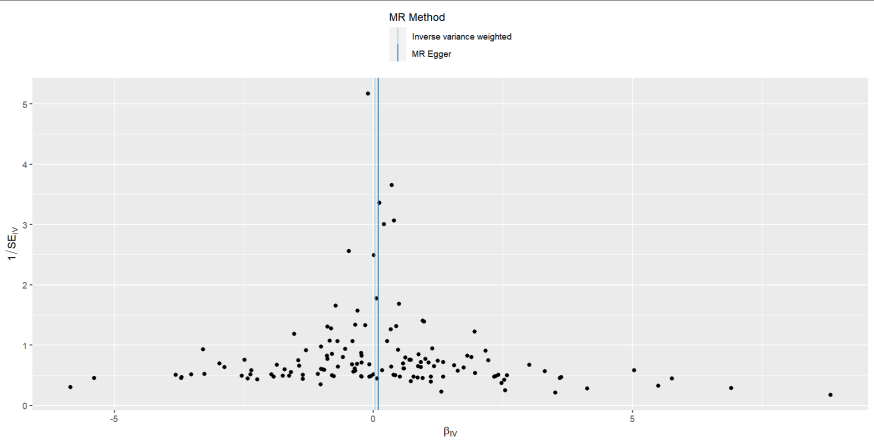 MR Method
Inverse variance weighted
MR Egger
5
4
3
2
1
0
1/SE_IV
-5
0
5
β_IV